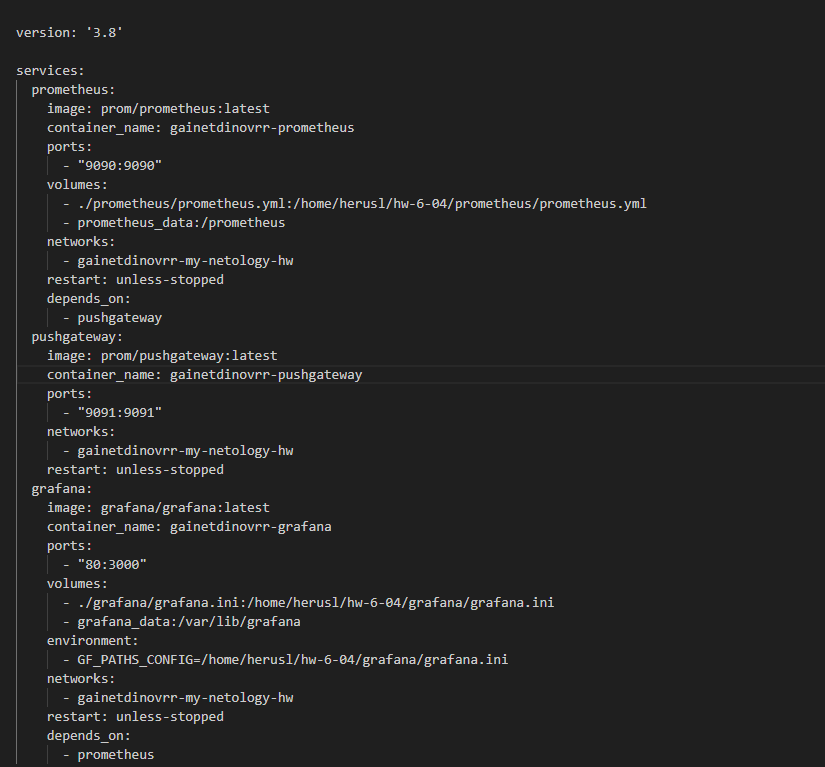 version: '3.8'
services:
prometheus:
image: prom/prometheus:latest
container_name: gainetdinovrr-prometheus
ports:
- "9090:9090"
volumes:
- ./prometheus/prometheus.yml:/home/herusl/hw-6-04/prometheus/prometheus.yml
- prometheus_data:/prometheus
networks:
- gainetdinovrr-my-netology-hw
restart: unless-stopped
depends_on:
- pushgateway
pushgateway:
image: prom/pushgateway:latest
container_name: gainetdinovrr-pushgateway
ports:
- "9091:9091"
networks:
- gainetdinovrr-my-netology-hw
restart: unless-stopped
grafana:
image: grafana/grafana:latest
container_name: gainetdinovrr-grafana
ports:
- "80:3000"
volumes:
- ./grafana/grafana.ini:/home/herusl/hw-6-04/grafana/grafana.ini
- grafana_data:/var/lib/grafana
environment:
- GF_PATHS_CONFIG=/home/herusl/hw-6-04/grafana/grafana.ini
networks:
- gainetdinovrr-my-netology-hw
restart: unless-stopped
depends_on:
- prometheus